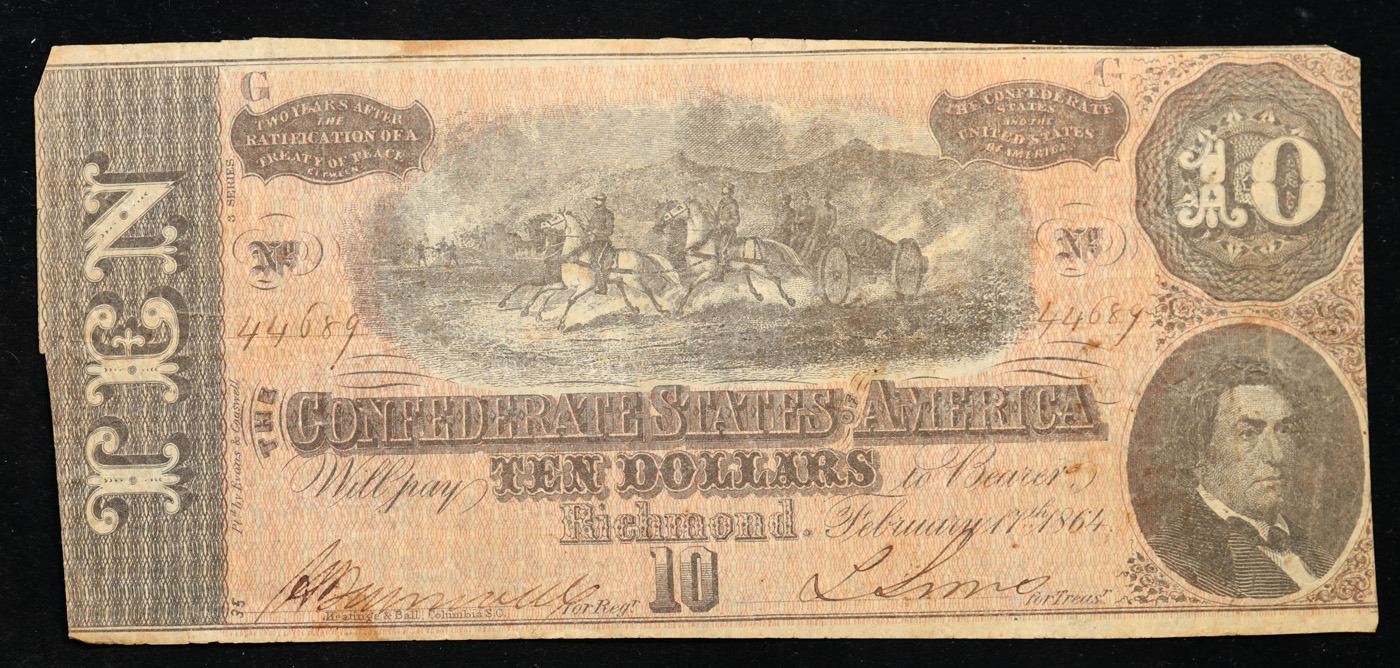 G
G
TWO YEARS AFTER
THE
RATIFICATION OF A
TREATY OF PEACE
BETWEEN
THE CONFEDERATE
STATES
AND THE
UNITED STATES
OF AMERICA
10
TEN
3 SERIES
No
No
44689
44689
THE
CONFEDERATE STATES OF AMERICA
Will pay TEN DOLLARS to Bearer
Richmond. February 17th 1864.
10
for Regr
for Treasr
38
Keatinge & Ball, Columbia S.C.